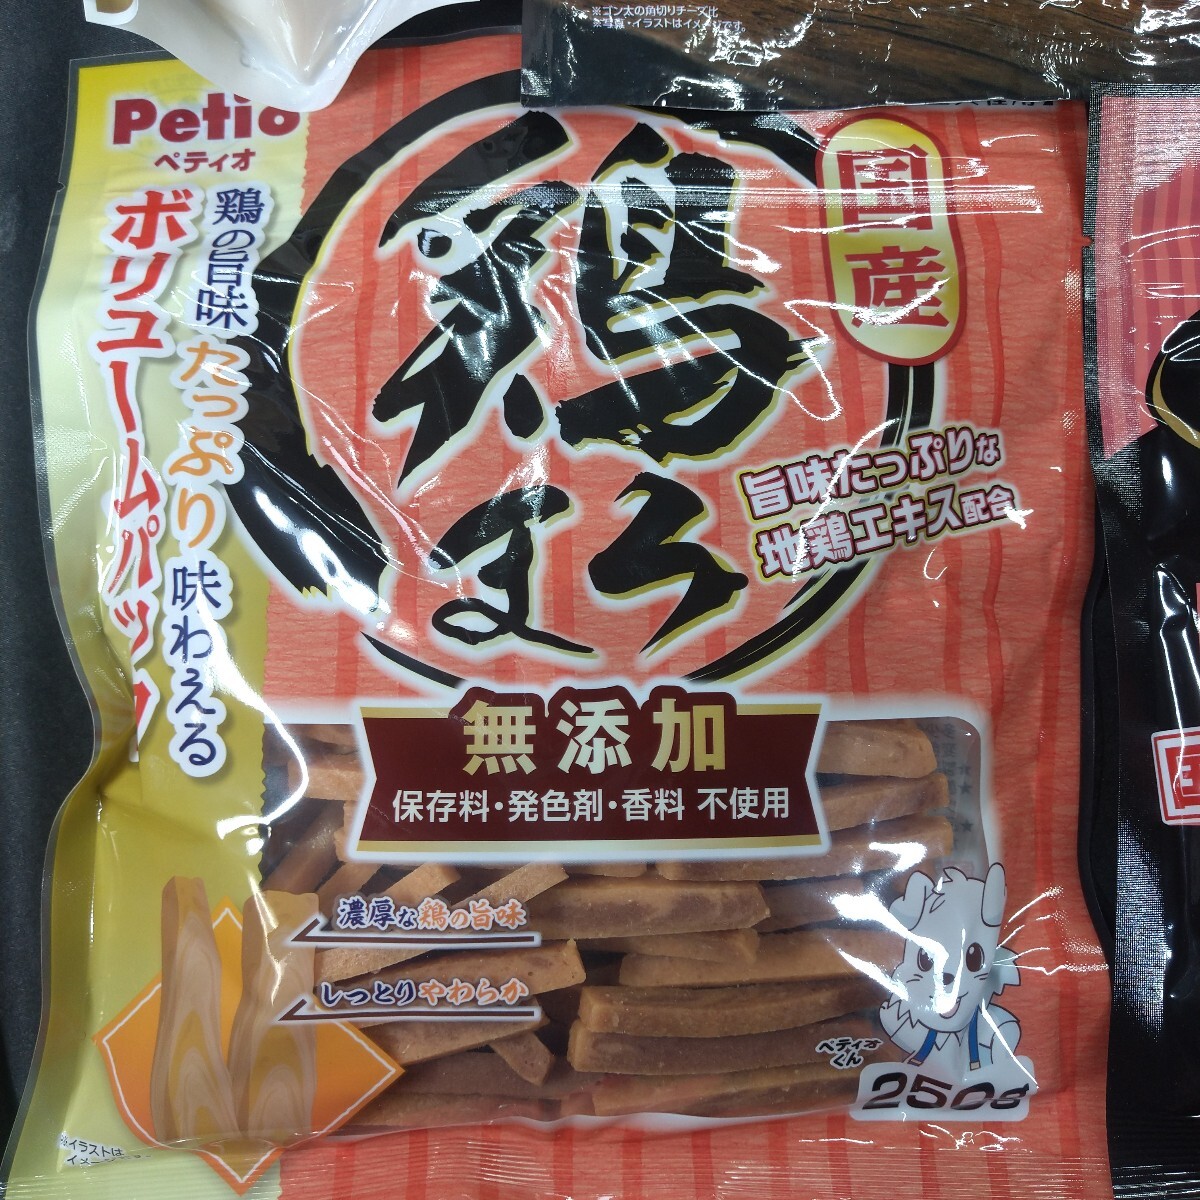 ※ゴン太の角切りチーズ比
※写真・イラストはイメージです。
Petio
ペティオ
鶏の旨味たっぷり味わえる
ボリュームパック
鶏まろ
国産
旨味たっぷりな
地鶏エキス配合
無添加
保存料・発色剤・香料 不使用
濃厚な鶏の旨味
しっとりやわらか
ペティオ
くん
250g
※イラストは
イメージ